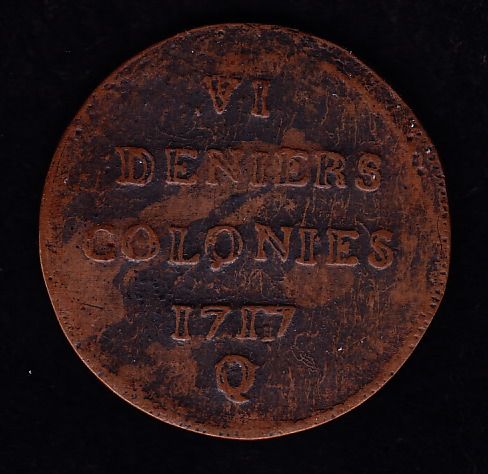 VI
DENIERS
COLONIES
1717
Q